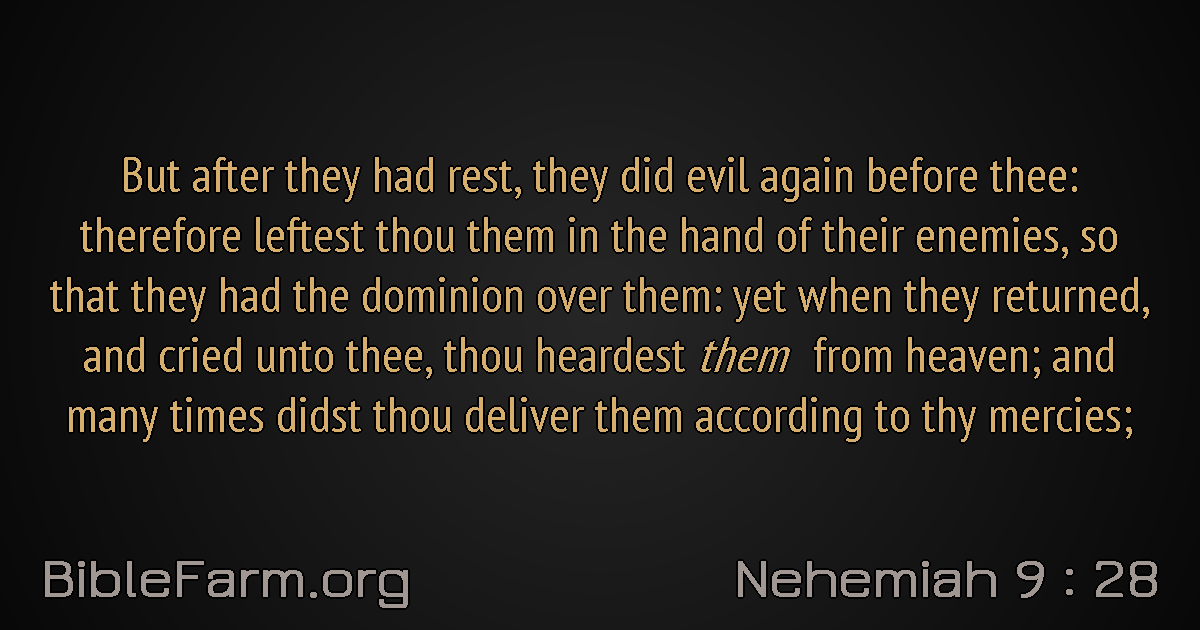 But after they had rest, they did evil again before thee:
therefore leftest thou them in the hand of their enemies, so
that they had the dominion over them: yet when they returned,
and cried unto thee, thou heardest them from heaven; and
many times didst thou deliver them according to thy mercies;
BibleFarm.org
Nehemiah 9 : 28